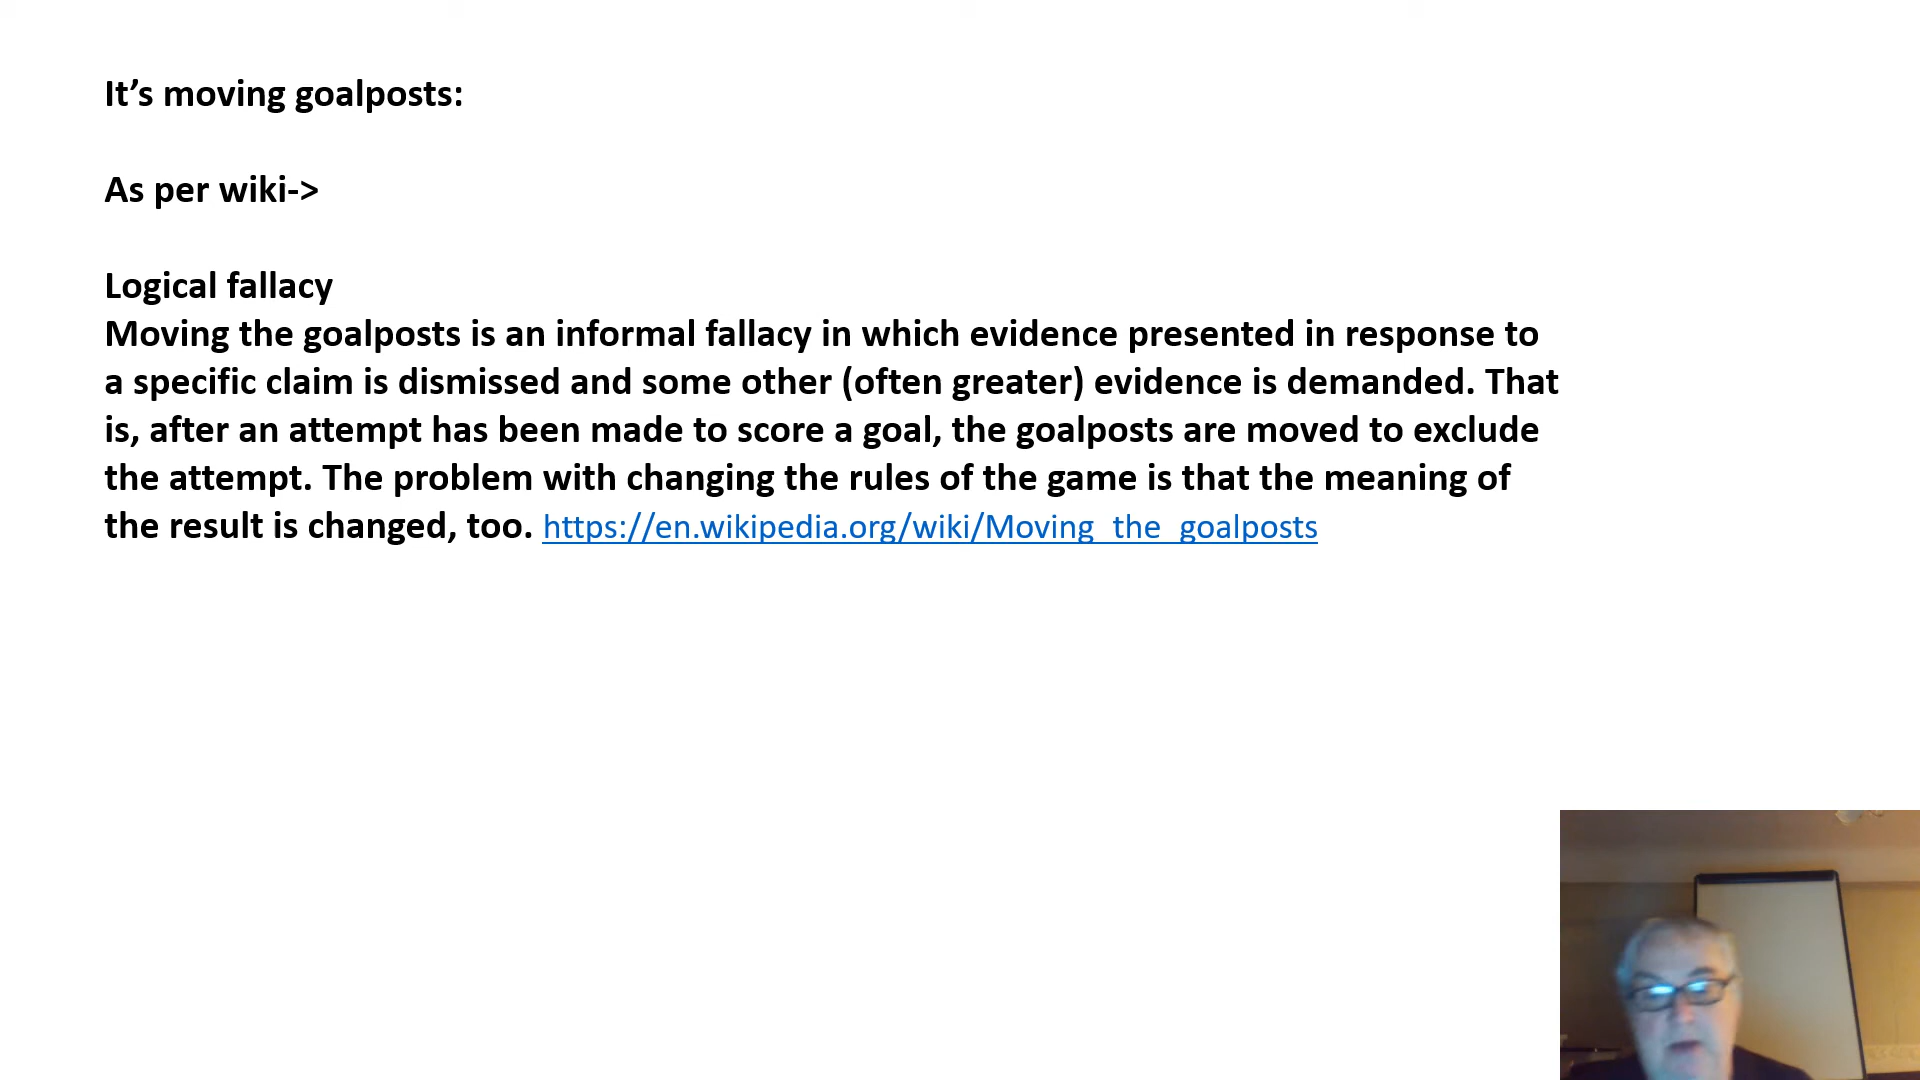 It’s moving goalposts:
As per wiki->
Logical fallacy
Moving the goalposts is an informal fallacy in which evidence presented in response to
a specific claim is dismissed and some other (often greater) evidence is demanded. That
is, after an attempt has been made to score a goal, the goalposts are moved to exclude
the attempt. The problem with changing the rules of the game is that the meaning of
the result is changed, too. https://en.wikipedia.org/wiki/Moving_the_goalposts